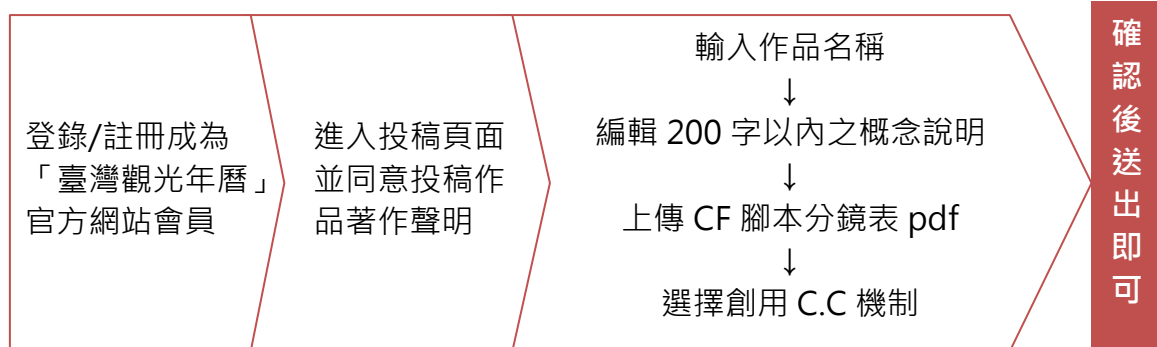 登錄/註冊成為
「臺灣觀光年曆」
官方網站會員
進入投稿頁面
並同意投稿作
品著作聲明
輸入作品名稱
↓
編輯 200 字以內之概念說明
↓
上傳 CF 腳本分鏡表 pdf
↓
選擇創用 C.C 機制
確認後送出即可